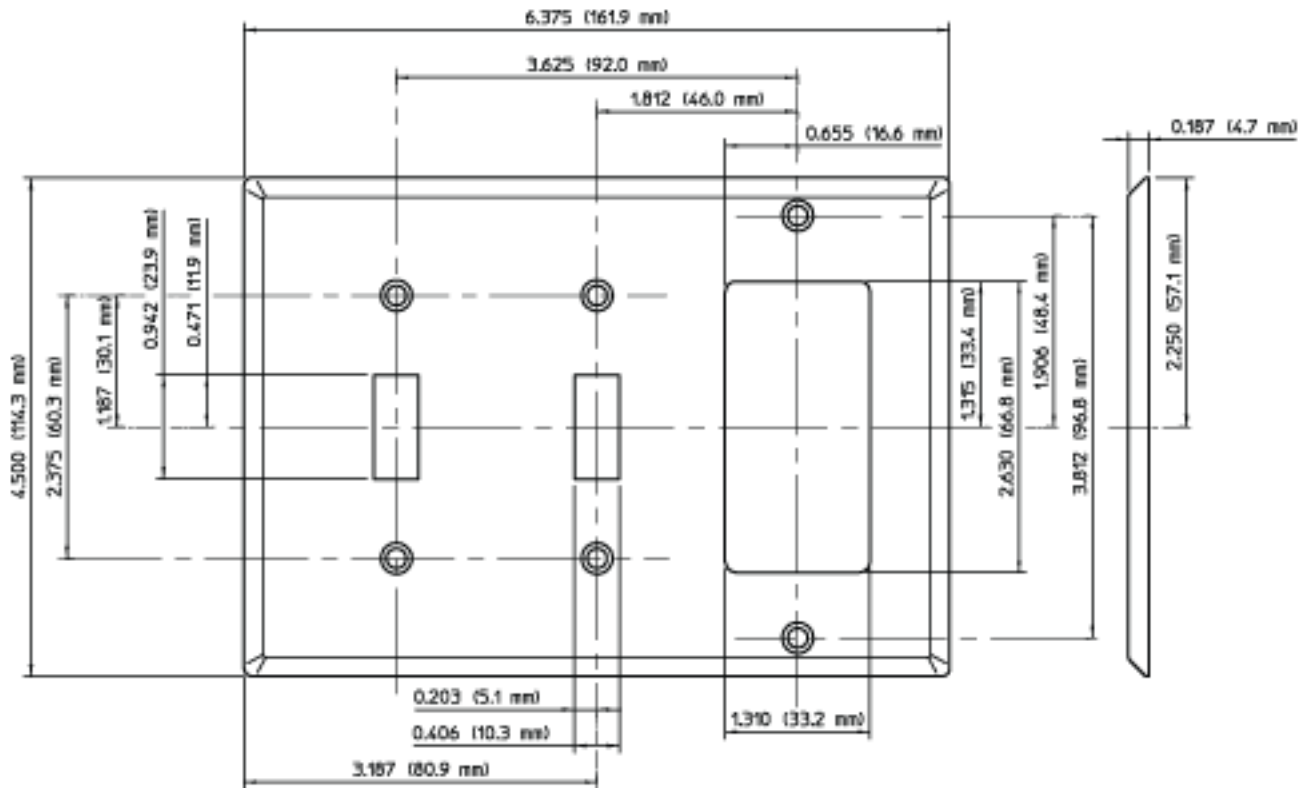 6.375 (161.9 mm)
3.625 (92.0 mm)
1.812 (46.0 mm)
0.655 (16.6 mm)
0.187 (4.7 mm)
4.500 (114.3 mm)
2.375 (60.3 mm)
1.187 (30.1 mm)
0.942 (23.9 mm)
0.471 (11.9 mm)
1.315 (33.4 mm)
2.630 (66.8 mm)
1.906 (48.4 mm)
3.812 (96.8 mm)
2.250 (57.1 mm)
0.203 (5.1 mm)
0.406 (10.3 mm)
1.310 (33.2 mm)
3.187 (80.9 mm)